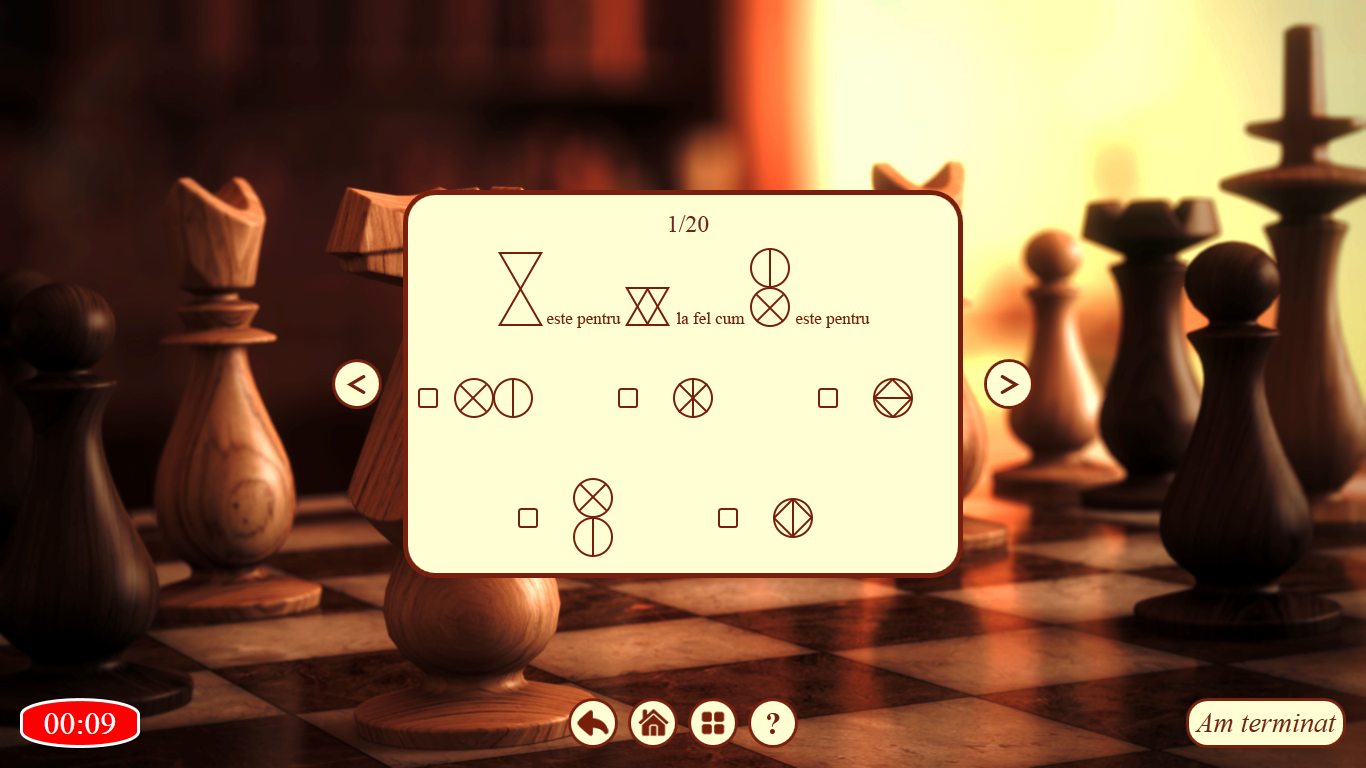 1/20
este pentru la fel cum este pentru
<
>
00:09
?
Am terminat